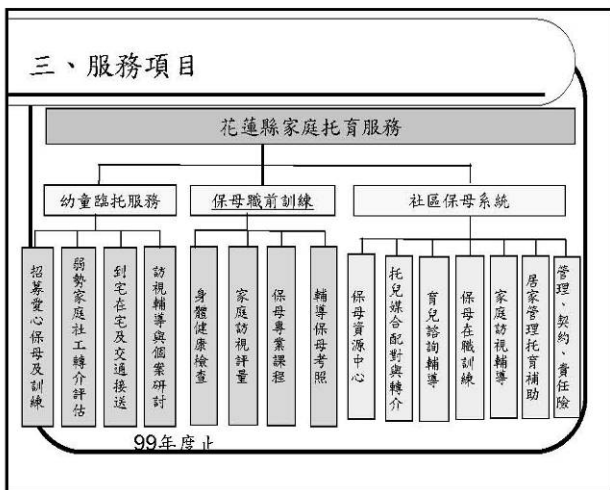 三、服務項目
花蓮縣家庭托育服務
幼童臨托服務
保母職前訓練
社區保母系統
招募愛心保母及訓練
弱勢家庭社工轉介評估
到宅在宅及交通接送
訪視輔導與個案研討
身體健康檢查
家庭訪視評量
保母專業課程
輔導保母考照
保母資源中心
托兒媒合配對與轉介
育兒諮詢輔導
保母在職訓練
家庭訪視輔導
居家管理托育補助
管理、契約、責任險
99年度止